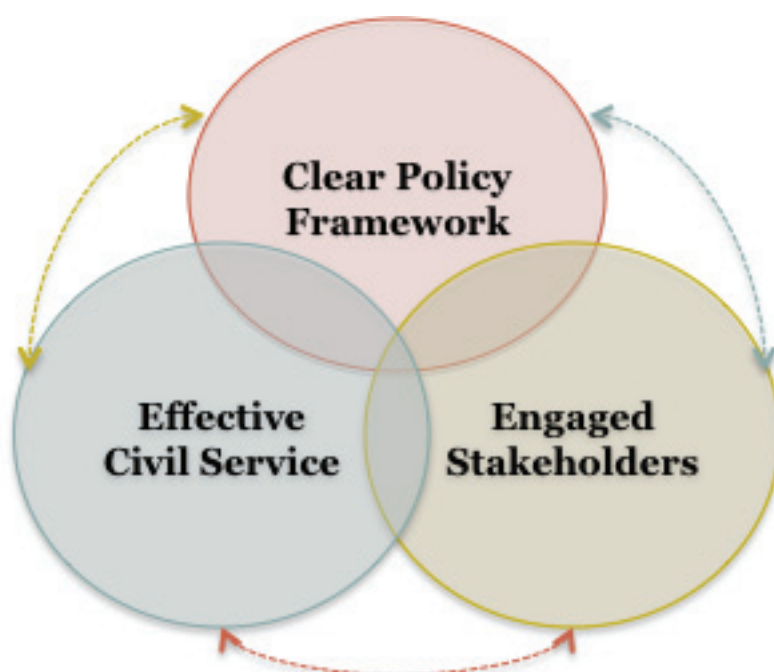 Clear Policy
Framework
Effective
Civil Service
Engaged
Stakeholders